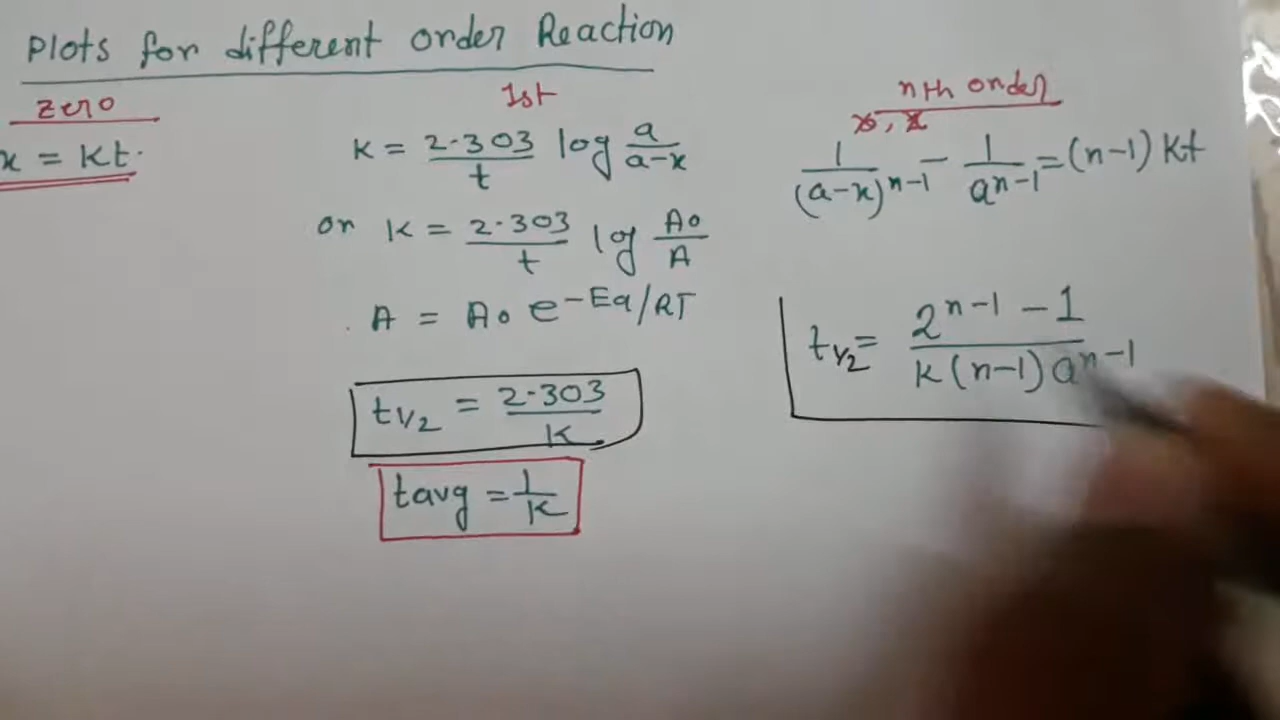 Plots for different order Reaction
zero
x = Kt.
1st
K = 2.303/t log a/a-x
or K = 2.303/t log A0/A
A = A0 e^-Ea/RT
t1/2 = 2.303/K
tavg = 1/K
nth order
1/(a-x)^n-1 - 1/a^n-1 = (n-1) Kt
t1/2 = 2^n-1 - 1/K(n-1)a^n-1